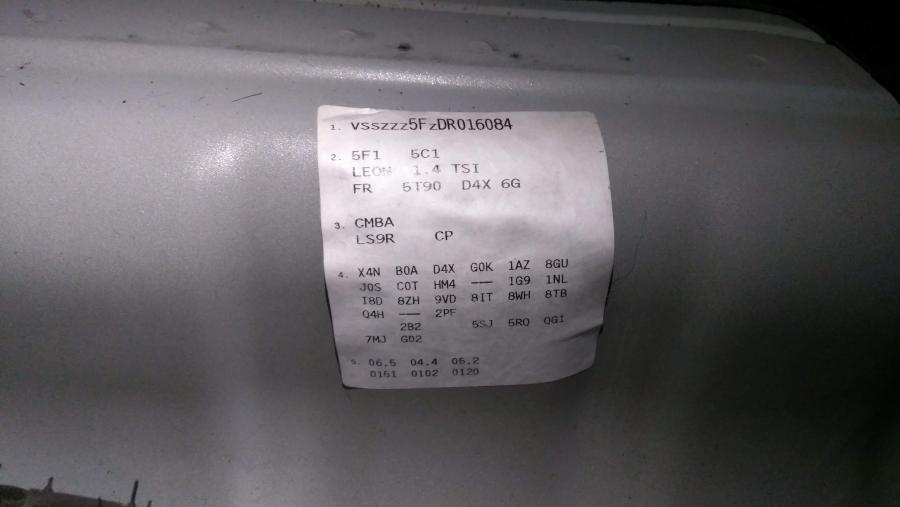 1. VSSZZZ5FZDR016084
2. 5F1 5C1
LEON 1.4 TSI
FR 5T90 D4X 6G
3. CMBA
LS9R CP
4. X4N B0A D4X G0K 1AZ 8GU
J0S C0T HM4 --- 1G9 1NL
I8D 8ZH 9VD 8IT 8WH 8TB
Q4H --- 2PF
2B2 5SJ 5RQ QGI
7MJ G02
5. 06.5 04.4 05.2
0151 0102 0120